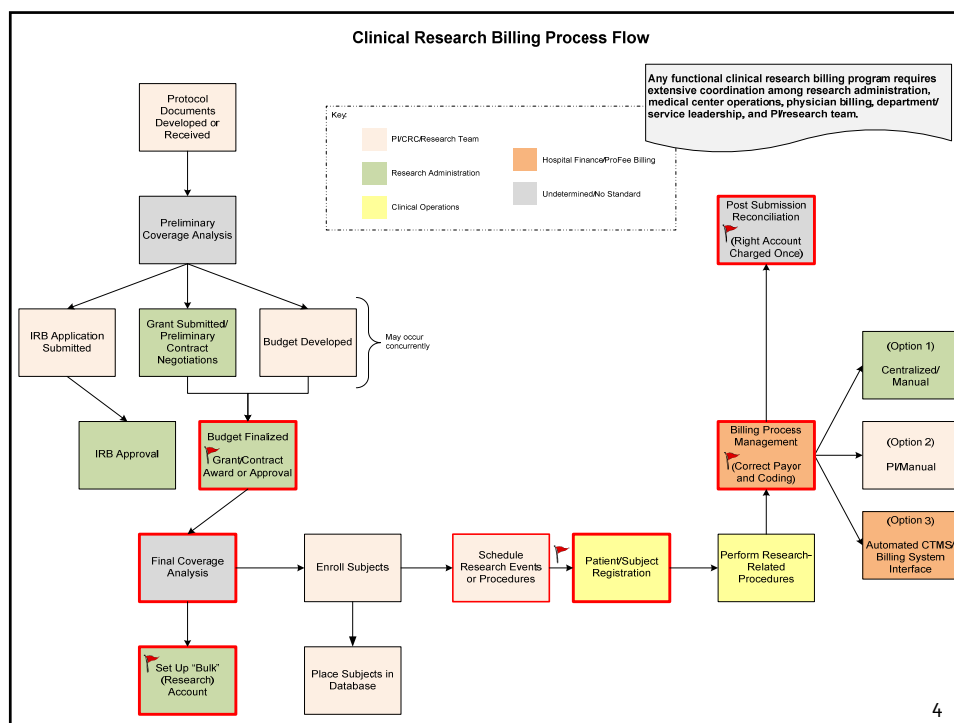 Clinical Research Billing Process Flow
Any functional clinical research billing program requires
extensive coordination among research administration,
medical center operations, physician billing, department/
service leadership, and PI/research team.
Protocol
Documents
Developed or
Received
Key:
PI/CRC/Research Team
Research Administration
Clinical Operations
Hospital Finance/ProFee Billing
Undetermined/No Standard
Preliminary
Coverage Analysis
Post Submission
Reconciliation
(Right Account
Charged Once)
IRB Application
Submitted
Grant Submitted/
Preliminary
Contract
Negotiations
Budget Developed
May occur
concurrently
(Option 1)
Centralized/
Manual
IRB Approval
Budget Finalized
Grant/Contract
Award or Approval
Billing Process
Management
(Correct Payor
and Coding)
(Option 2)
PI/Manual
(Option 3)
Automated CTMS/
Billing System
Interface
Final Coverage
Analysis
Enroll Subjects
Schedule
Research Events
or Procedures
Patient/Subject
Registration
Perform Research-
Related
Procedures
Set Up “Bulk”
(Research)
Account
Place Subjects in
Database
4